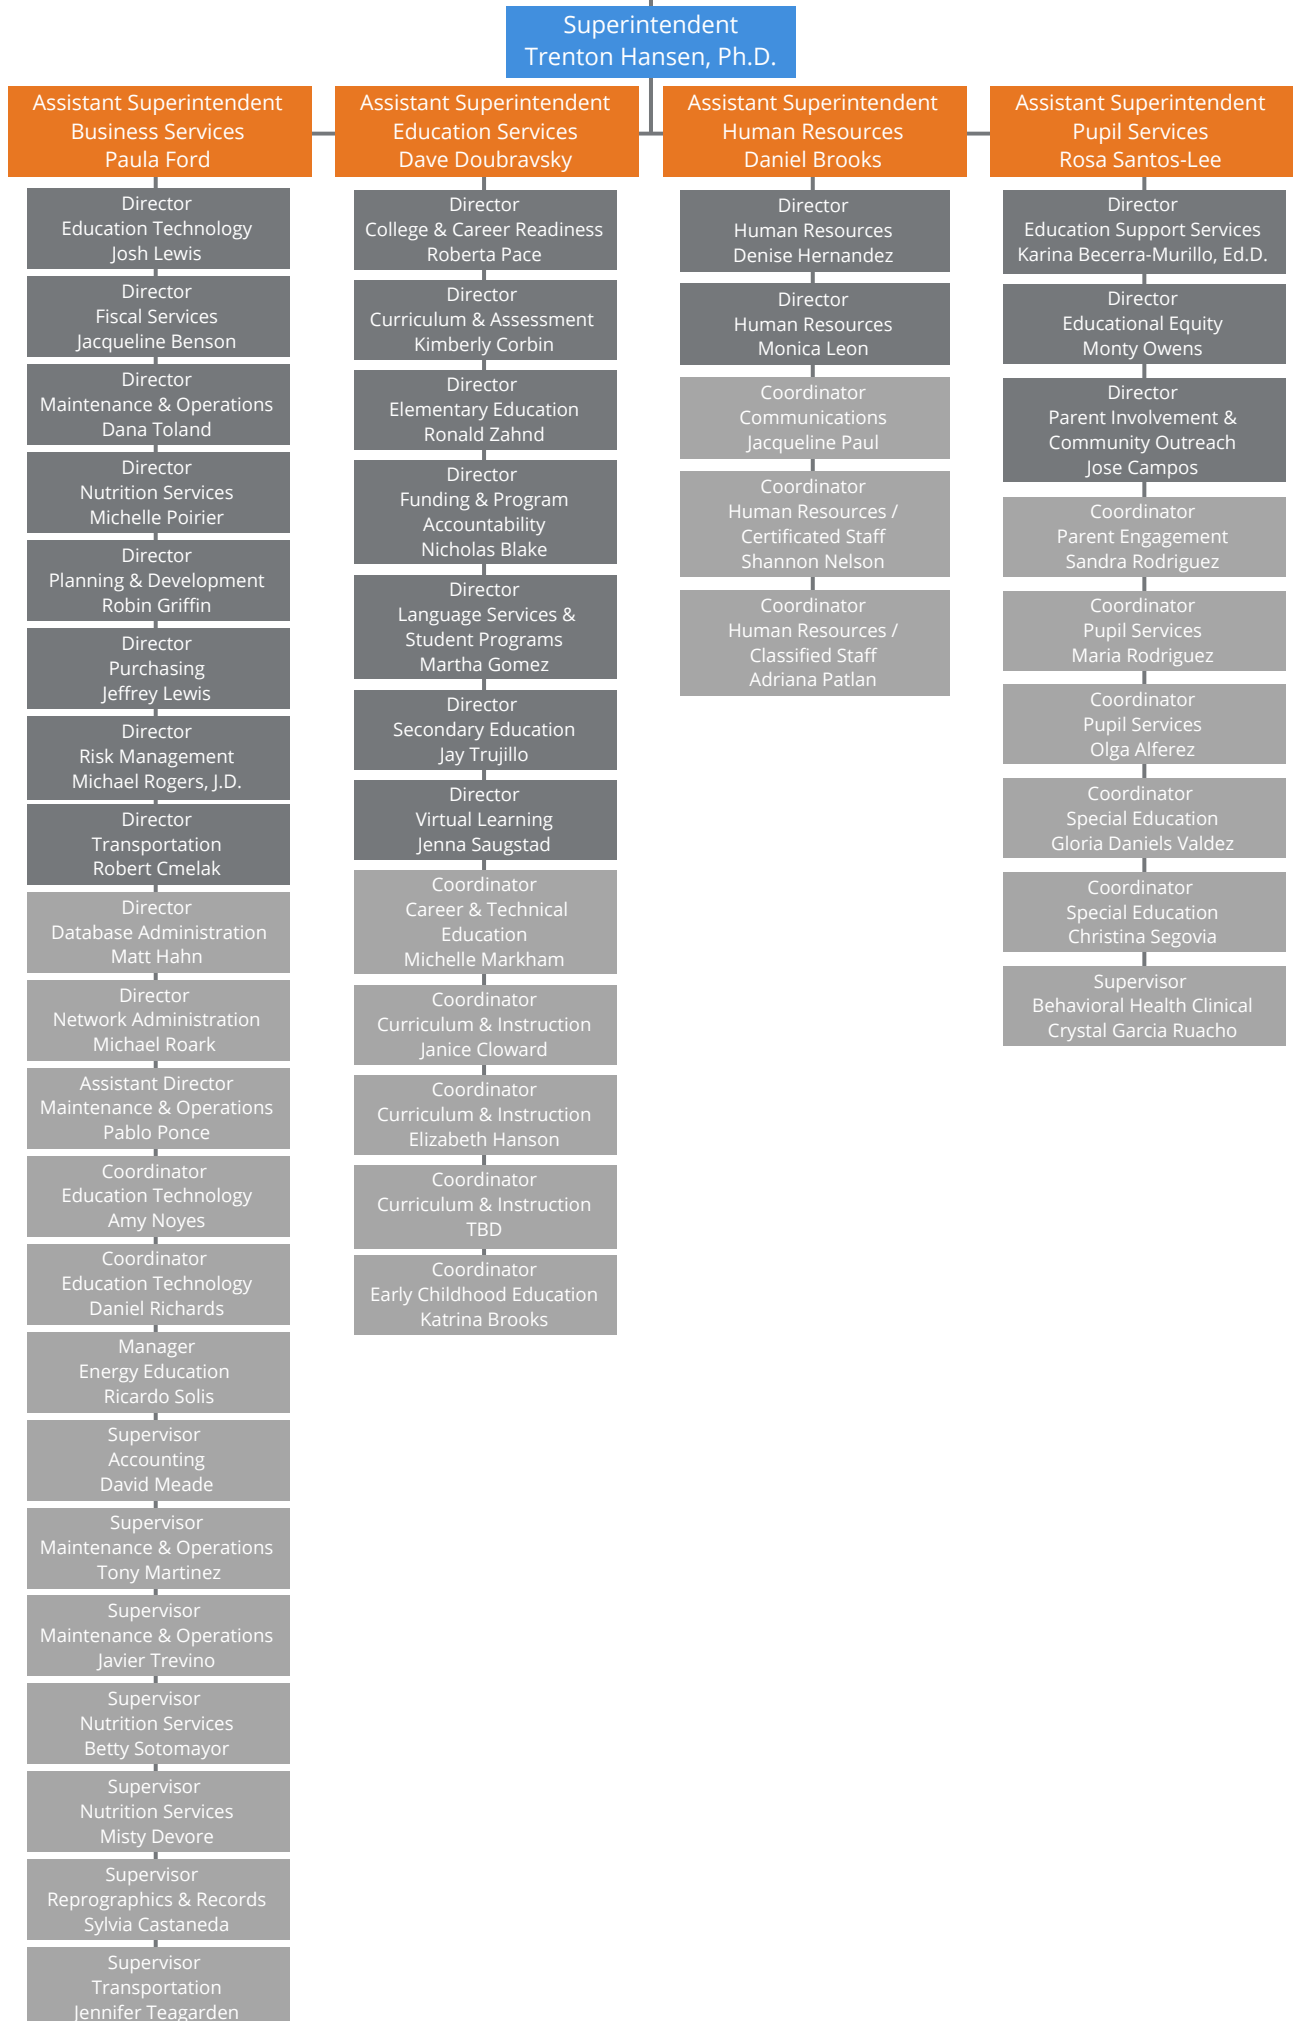 Superintendent
Trenton Hansen, Ph.D.
Assistant Superintendent
Business Services
Paula Ford
Director
Education Technology
Josh Lewis
Director
Fiscal Services
Jacqueline Benson
Director
Maintenance & Operations
Dana Toland
Director
Nutrition Services
Michelle Poirier
Director
Planning & Development
Robin Griffin
Director
Purchasing
Jeffrey Lewis
Director
Risk Management
Michael Rogers, J.D.
Director
Transportation
Robert Cmelak
Director
Database Administration
Matt Hahn
Director
Network Administration
Michael Roark
Assistant Director
Maintenance & Operations
Pablo Ponce
Coordinator
Education Technology
Amy Noyes
Coordinator
Education Technology
Daniel Richards
Manager
Energy Education
Ricardo Solis
Supervisor
Accounting
David Meade
Supervisor
Maintenance & Operations
Tony Martinez
Supervisor
Maintenance & Operations
Javier Trevino
Supervisor
Nutrition Services
Betty Sotomayor
Supervisor
Nutrition Services
Misty Devore
Supervisor
Reprographics & Records
Sylvia Castaneda
Supervisor
Transportation
Jennifer Teagarden
Assistant Superintendent
Education Services
Dave Doubravsky
Director
College & Career Readiness
Roberta Pace
Director
Curriculum & Assessment
Kimberly Corbin
Director
Elementary Education
Ronald Zahnd
Director
Funding & Program
Accountability
Nicholas Blake
Director
Language Services &
Student Programs
Martha Gomez
Director
Secondary Education
Jay Trujillo
Director
Virtual Learning
Jenna Saugstad
Coordinator
Career & Technical
Education
Michelle Markham
Coordinator
Curriculum & Instruction
Janice Cloward
Coordinator
Curriculum & Instruction
Elizabeth Hanson
Coordinator
Curriculum & Instruction
TBD
Coordinator
Early Childhood Education
Katrina Brooks
Assistant Superintendent
Human Resources
Daniel Brooks
Director
Human Resources
Denise Hernandez
Director
Human Resources
Monica Leon
Coordinator
Communications
Jacqueline Paul
Coordinator
Human Resources /
Certificated Staff
Shannon Nelson
Coordinator
Human Resources /
Classified Staff
Adriana Patlan
Assistant Superintendent
Pupil Services
Rosa Santos-Lee
Director
Education Support Services
Karina Becerra-Murillo, Ed.D.
Director
Educational Equity
Monty Owens
Director
Parent Involvement &
Community Outreach
Jose Campos
Coordinator
Parent Engagement
Sandra Rodriguez
Coordinator
Pupil Services
Maria Rodriguez
Coordinator
Pupil Services
Olga Alferez
Coordinator
Special Education
Gloria Daniels Valdez
Coordinator
Special Education
Christina Segovia
Supervisor
Behavioral Health Clinical
Crystal Garcia Ruacho